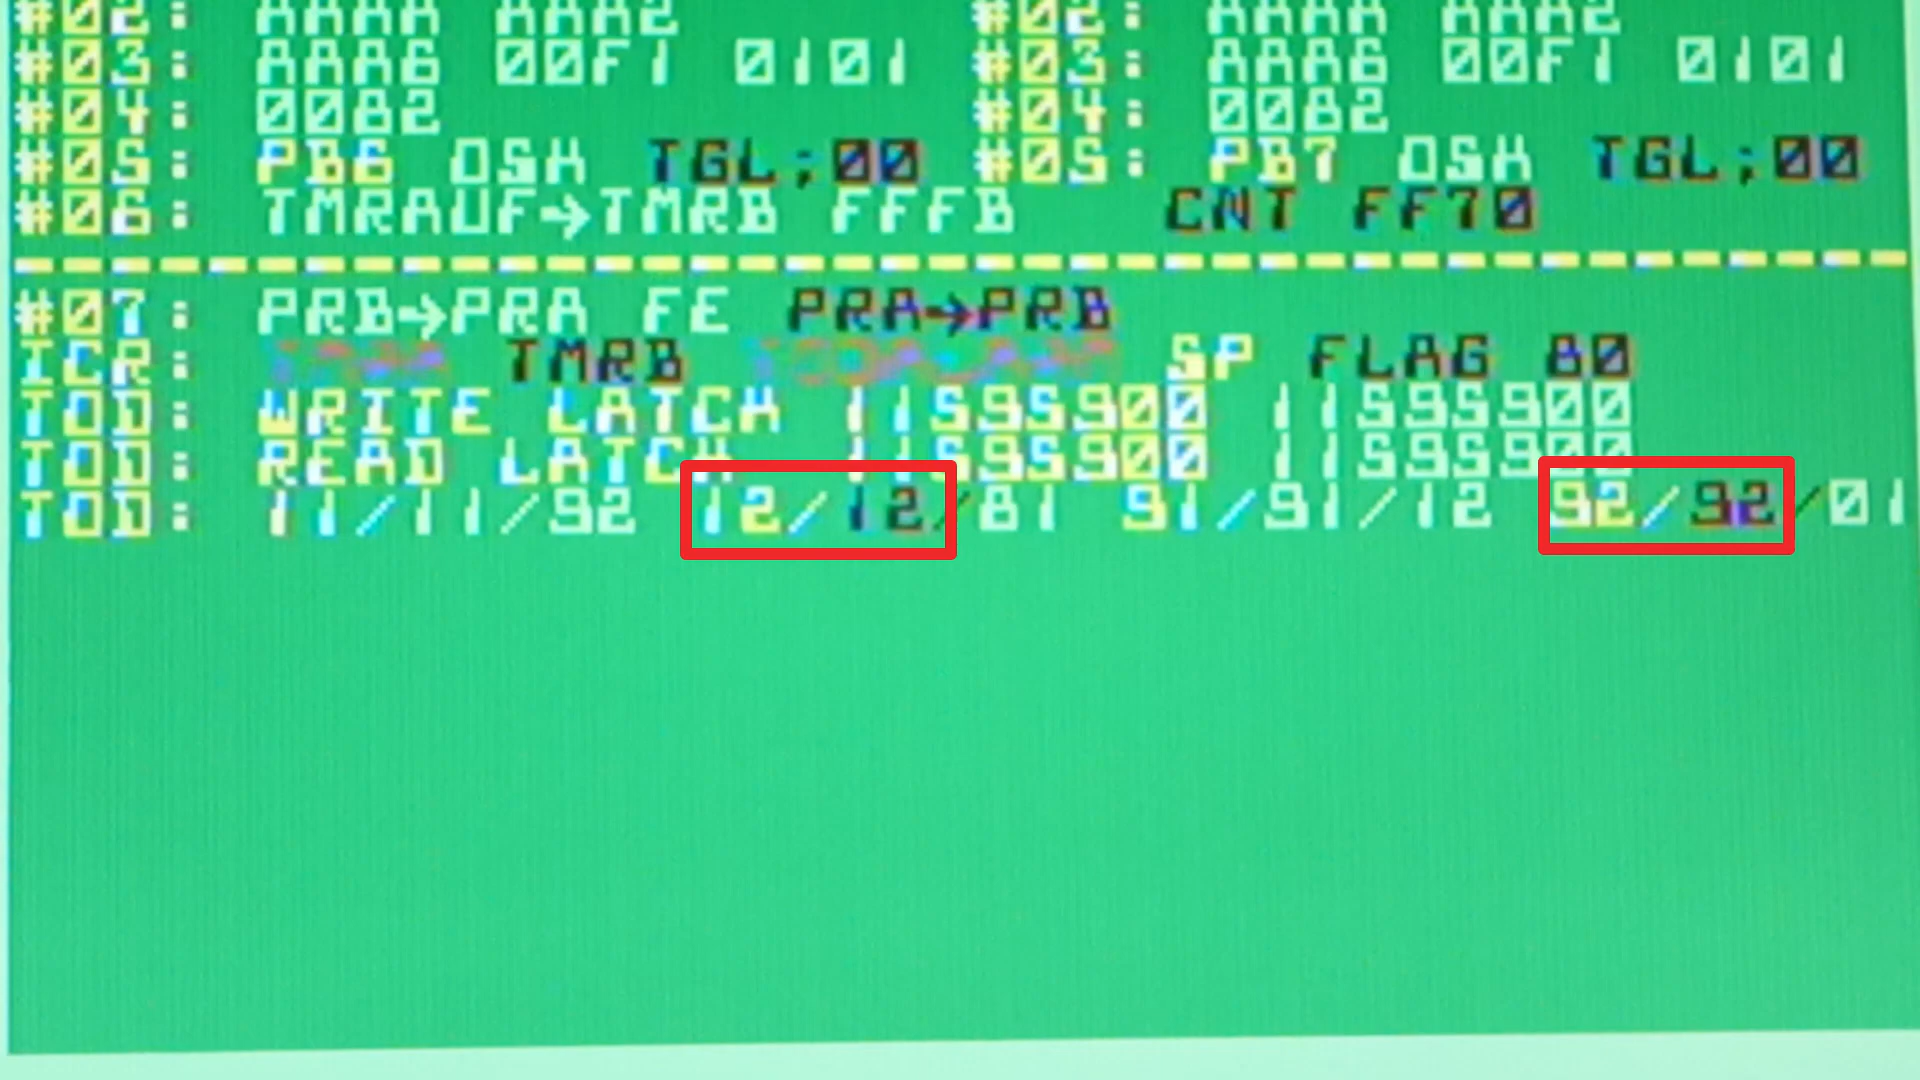 #02: AAAA AAA2 #02: AAAA AAA2
#03: AAA6 00F1 0101 #03: AAA6 00F1 0101
#04: 0082 #04: 0082
#05: PB6 OSH TGL;00 #05: PB7 OSH TGL;00
#06: TMRAUF→TMRB FFFB CNT FF70
#07: PRB→PRA FE PRA→PRB
ICR: TMRB SP FLAG 80
TOD: WRITE LATCH 11595900 11595900
TOD: READ LATCH 11595900 11595900
TOD: 11/11/92 12/12/81 91/91/12 92/92/01